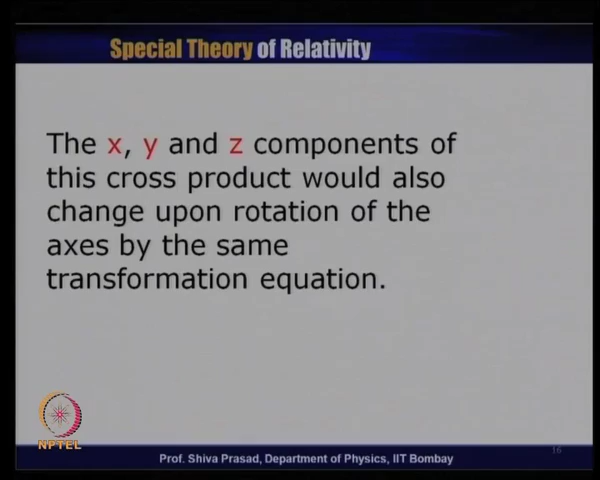 Special Theory of Relativity
The x, y and z components of
this cross product would also
change upon rotation of the
axes by the same
transformation equation.
NPTEL
16
Prof. Shiva Prasad, Department of Physics, IIT Bombay